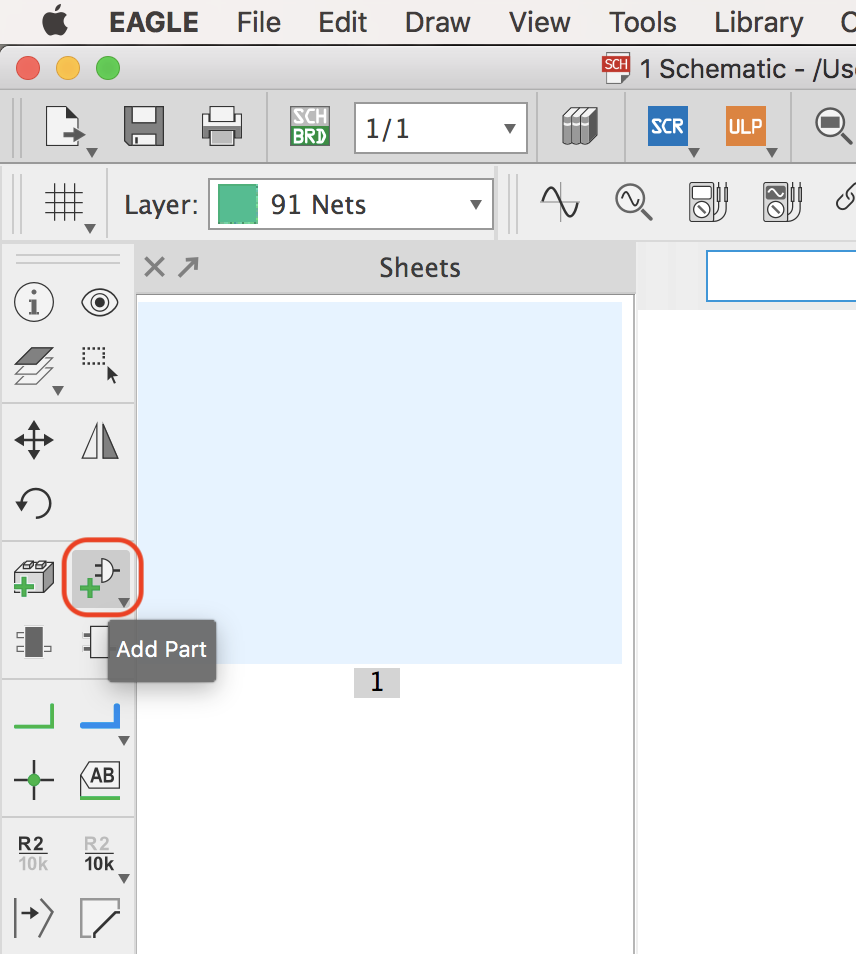 EAGLE File Edit Draw View Tools Library
SCH 1 Schematic - /Use
SCH
BRD
1/1
SCR
ULP
Layer: 91 Nets
Sheets
i
Add Part
1
AB
R2
10k
R2
10k